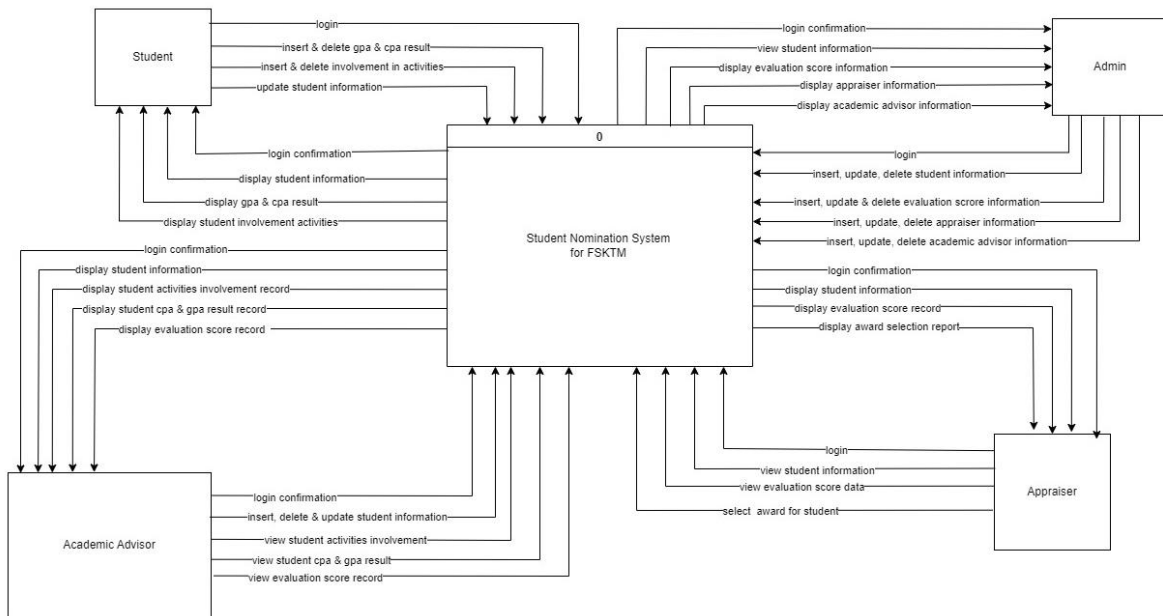 login
login confirmation
insert & delete gpa & cpa result
view student information
Student
insert & delete involvement in activities
display evaluation score information
Admin
update student information
display appraiser information
display academic advisor information
0
login confirmation
login
display student information
insert, update, delete student information
display gpa & cpa result
insert, update & delete evaluation score information
display student involvement activities
insert, update, delete appraiser information
Student Nomination System
for FSKTM
insert, update, delete academic advisor information
login confirmation
display student information
display student activities involvement record
display student cpa & gpa result record
display evaluation score record
login confirmation
display student information
display evaluation score record
display award selection report
login
view student information
view evaluation score data
select award for student
Appraiser
login confirmation
insert, delete & update student information
view student activities involvement
view student cpa & gpa result
view evaluation score record
Academic Advisor